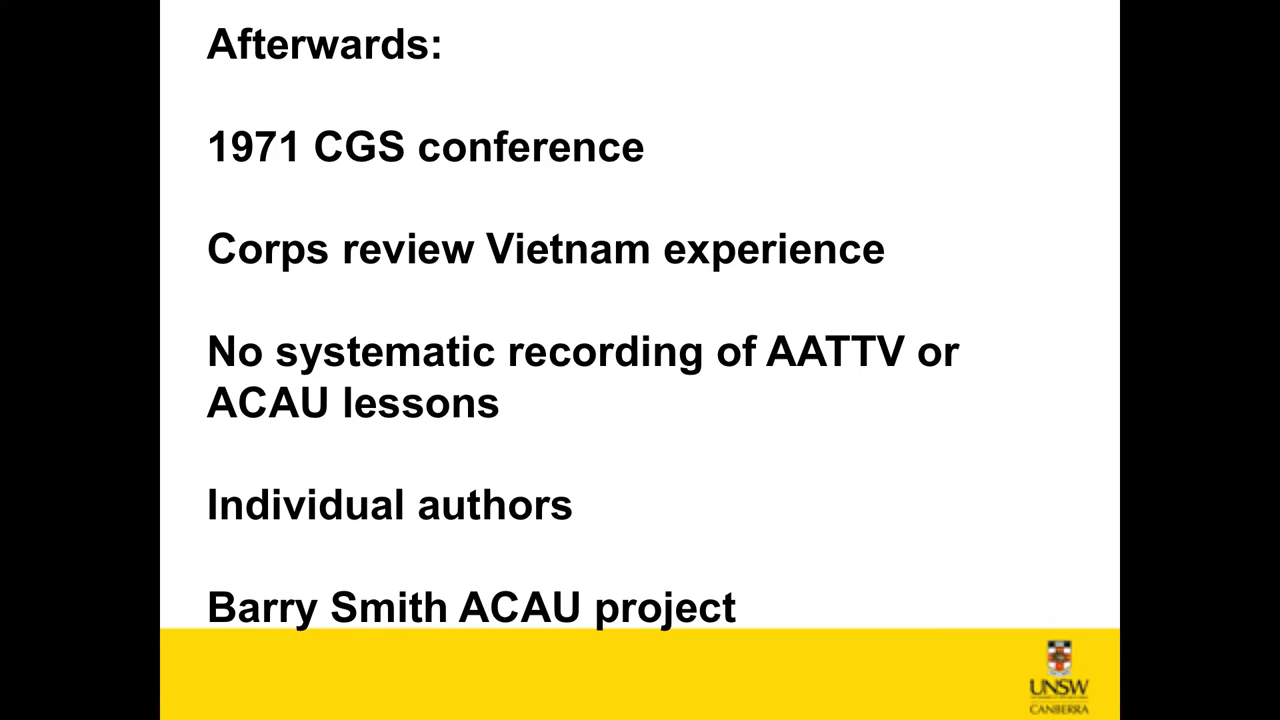 Afterwards:
1971 CGS conference
Corps review Vietnam experience
No systematic recording of AATTV or
ACAU lessons
Individual authors
Barry Smith ACAU project
UNSW
CANBERRA